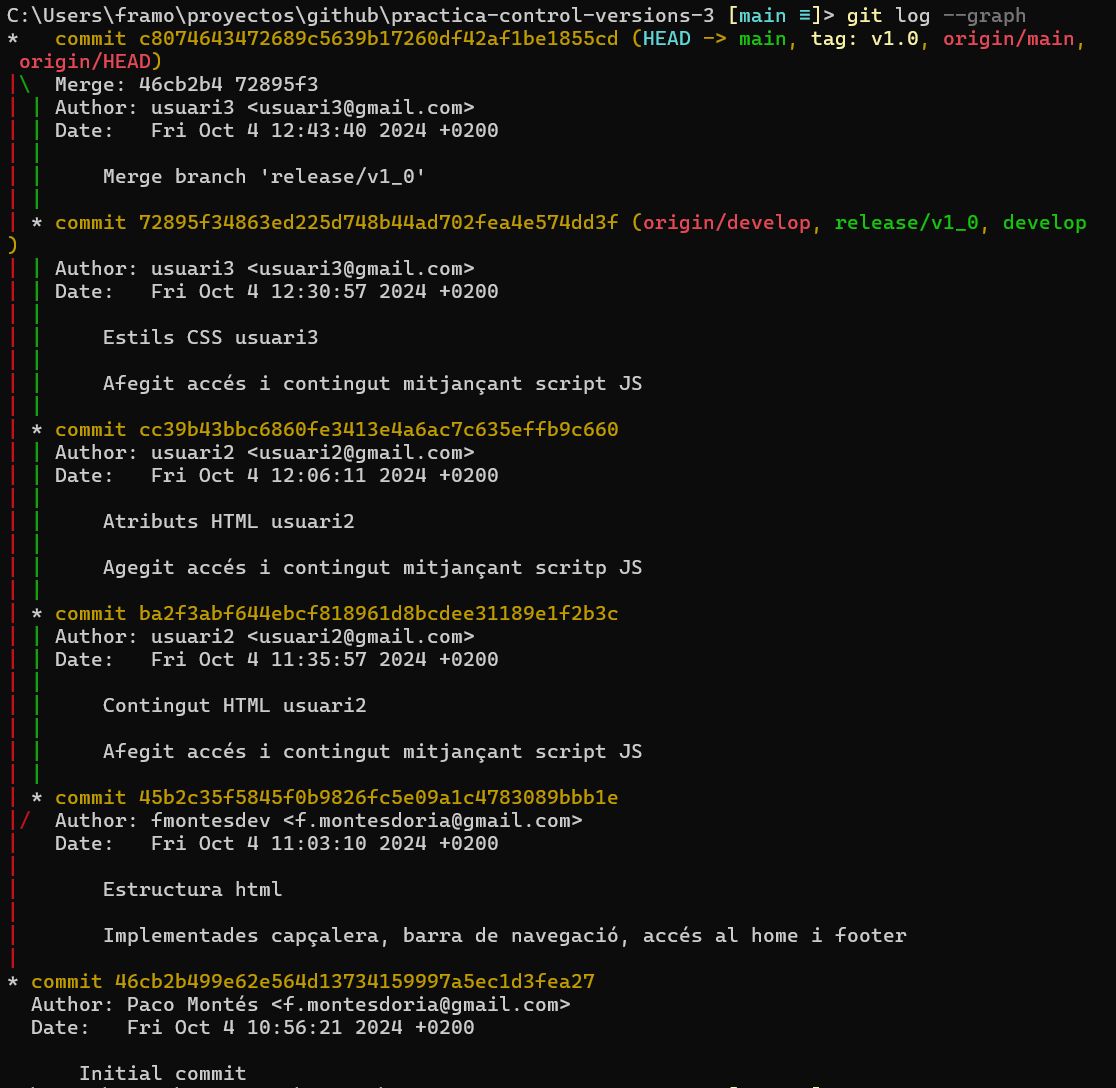 C:\Users\framo\proyectos\github\practica-control-versions-3 [main ≡]> git log --graph
*   commit c8074643472689c5639b17260df42af1be1855cd (HEAD -> main, tag: v1.0, origin/main,
 origin/HEAD)
|\  Merge: 46cb2b4 72895f3
| | Author: usuari3 <usuari3@gmail.com>
| | Date:   Fri Oct 4 12:43:40 2024 +0200
| |
| |     Merge branch 'release/v1_0'
| |
| * commit 72895f34863ed225d748b44ad702fea4e574dd3f (origin/develop, release/v1_0, develop
)
| | Author: usuari3 <usuari3@gmail.com>
| | Date:   Fri Oct 4 12:30:57 2024 +0200
| |
| |     Estils CSS usuari3
| |
| |     Afegit accés i contingut mitjançant script JS
| |
| * commit cc39b43bbc6860fe3413e4a6ac7c635effb9c660
| | Author: usuari2 <usuari2@gmail.com>
| | Date:   Fri Oct 4 12:06:11 2024 +0200
| |
| |     Atributs HTML usuari2
| |
| |     Agegit accés i contingut mitjançant scritp JS
| |
| * commit ba2f3abf644ebcf818961d8bcdee31189e1f2b3c
| | Author: usuari2 <usuari2@gmail.com>
| | Date:   Fri Oct 4 11:35:57 2024 +0200
| |
| |     Contingut HTML usuari2
| |
| |     Afegit accés i contingut mitjançant script JS
| |
| * commit 45b2c35f5845f0b9826fc5e09a1c4783089bbb1e
|/  Author: fmontesdev <f.montesdoria@gmail.com>
|   Date:   Fri Oct 4 11:03:10 2024 +0200
|
|       Estructura html
|
|       Implementades capçalera, barra de navegació, accés al home i footer
|
* commit 46cb2b499e62e564d13734159997a5ec1d3fea27
  Author: Paco Montés <f.montesdoria@gmail.com>
  Date:   Fri Oct 4 10:56:21 2024 +0200

      Initial commit